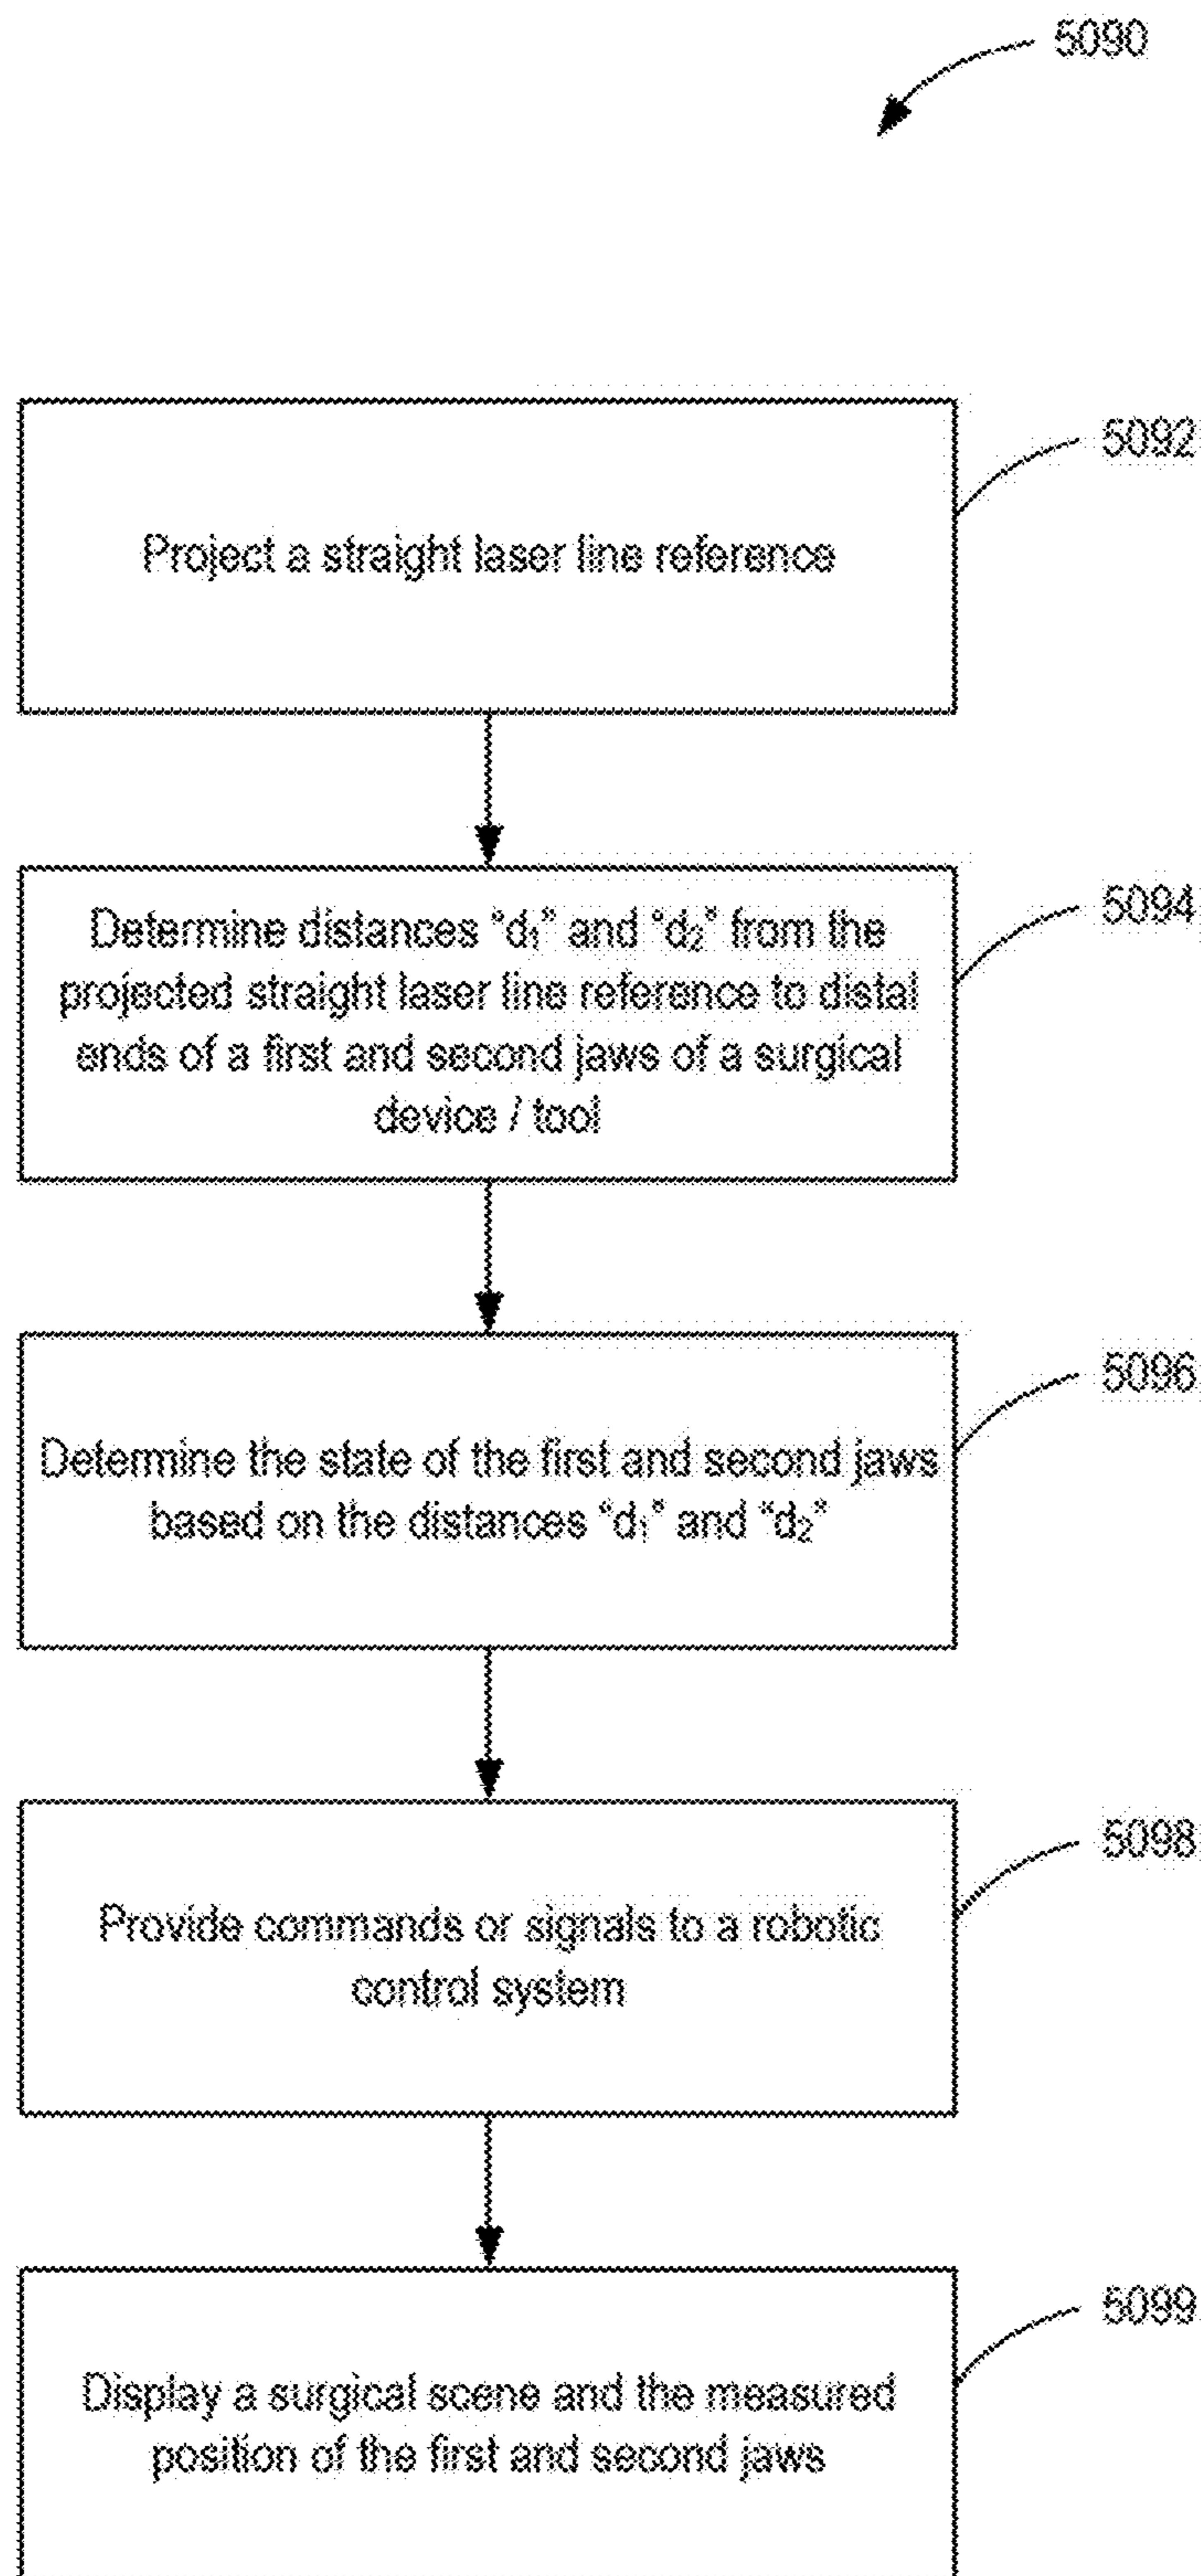 5090
5092
Project a straight laser line reference
5094
Determine distances "d₁" and "d₂" from the
projected straight laser line reference to distal
ends of a first and second jaws of a surgical
device / tool
5096
Determine the state of the first and second jaws
based on the distances "d₁" and "d₂"
5098
Provide commands or signals to a robotic
control system
5099
Display a surgical scene and the measured
position of the first and second jaws